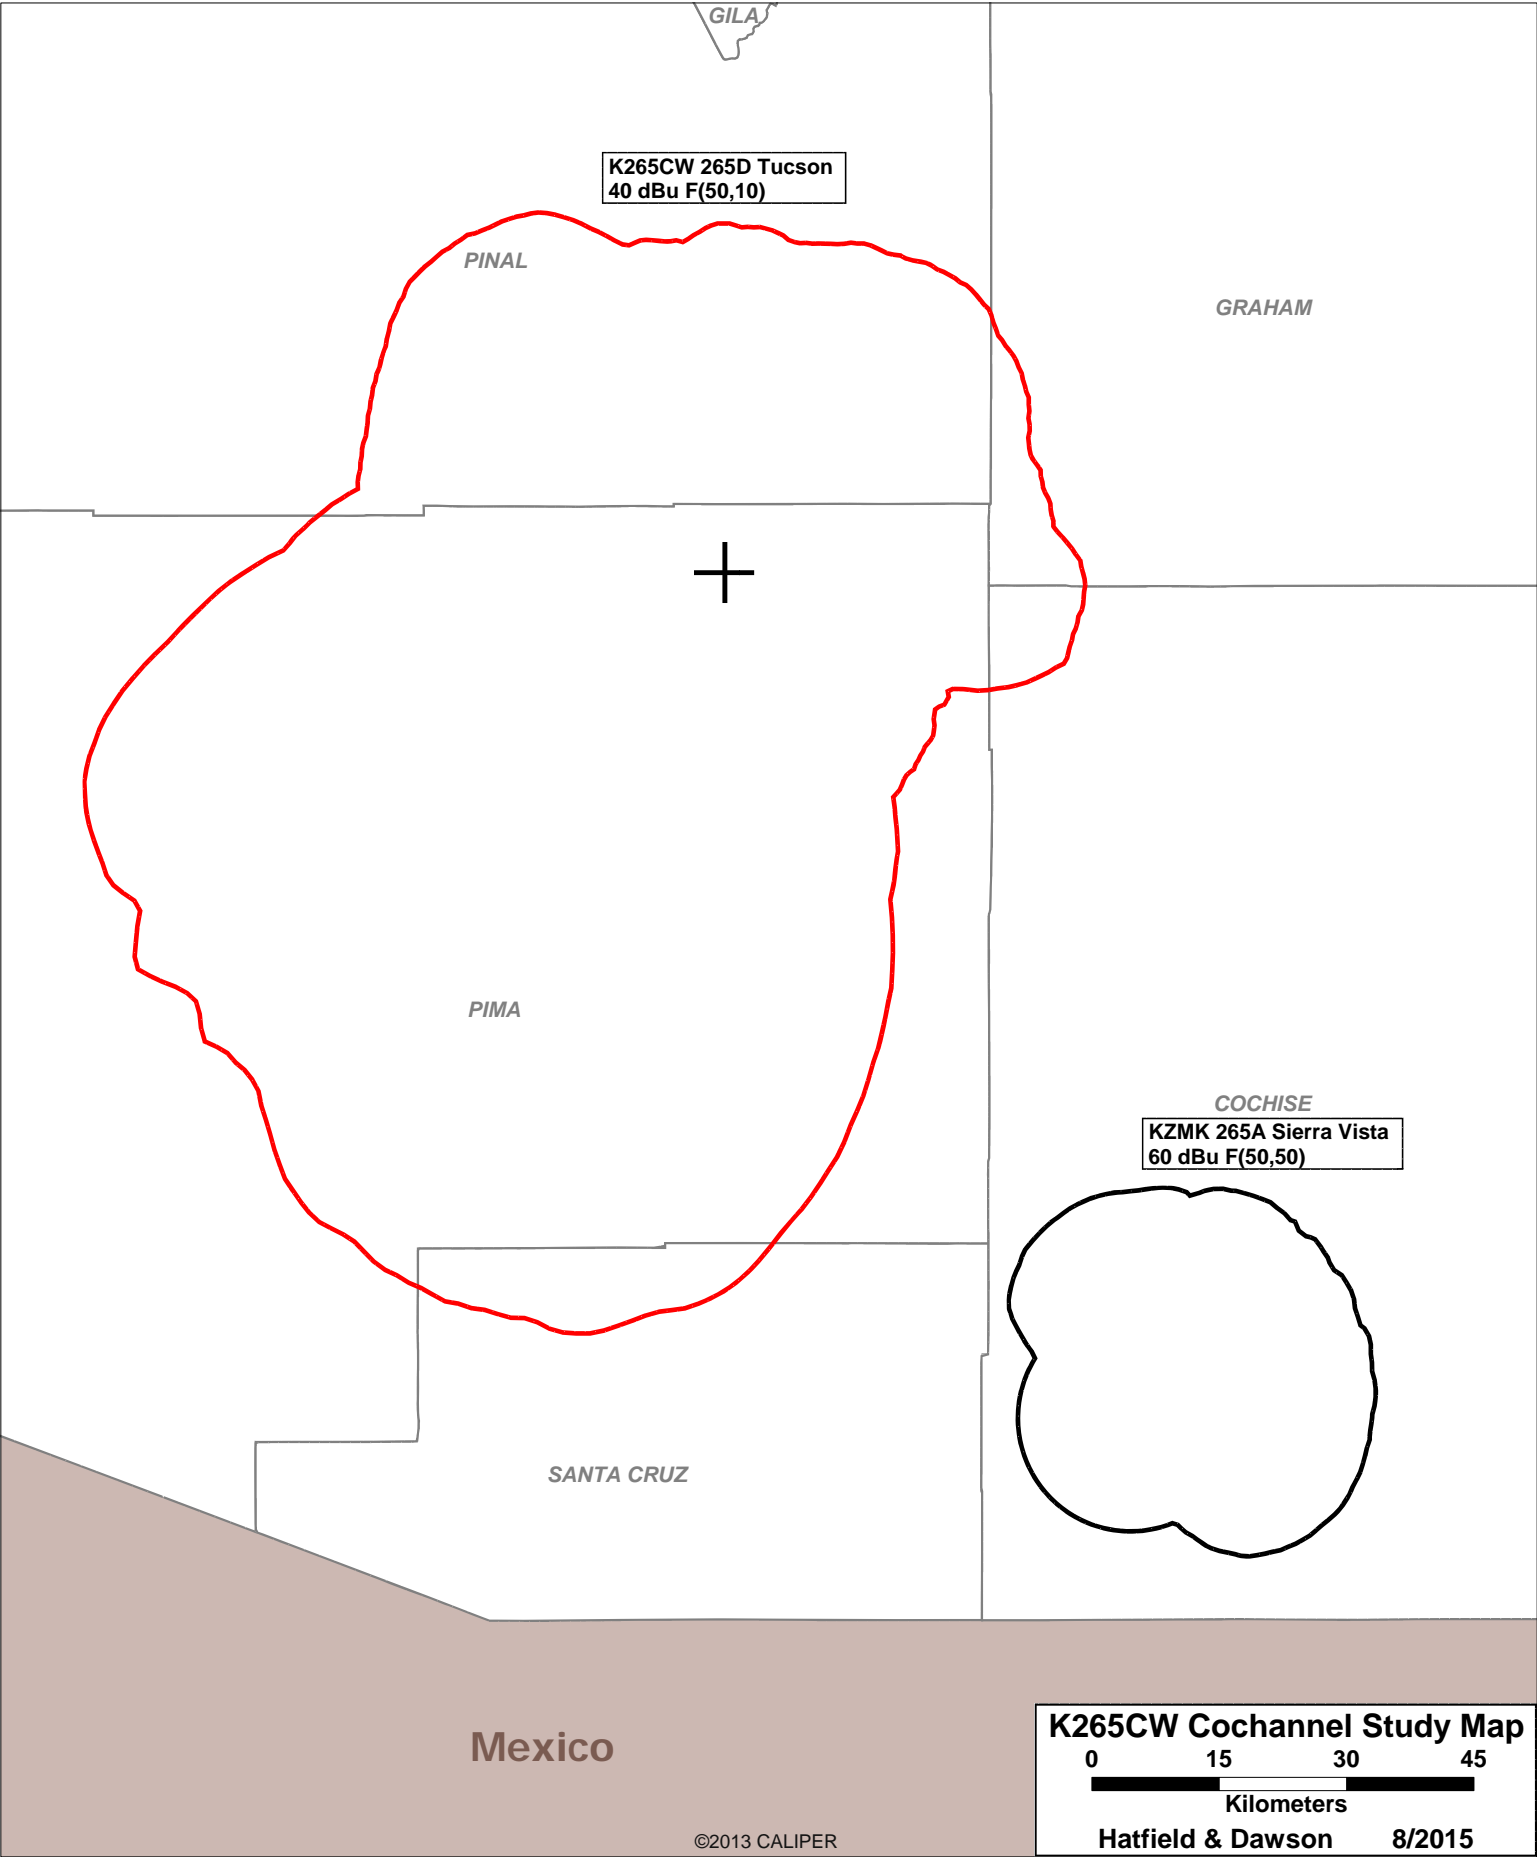 GILA
K265CW 265D Tucson
40 dBu F(50,10)
PINAL
GRAHAM
PIMA
COCHISE
KZMK 265A Sierra Vista
60 dBu F(50,50)
SANTA CRUZ
Mexico
K265CW Cochannel Study Map
0 15 30 45
Kilometers
Hatfield & Dawson 8/2015
©2013 CALIPER